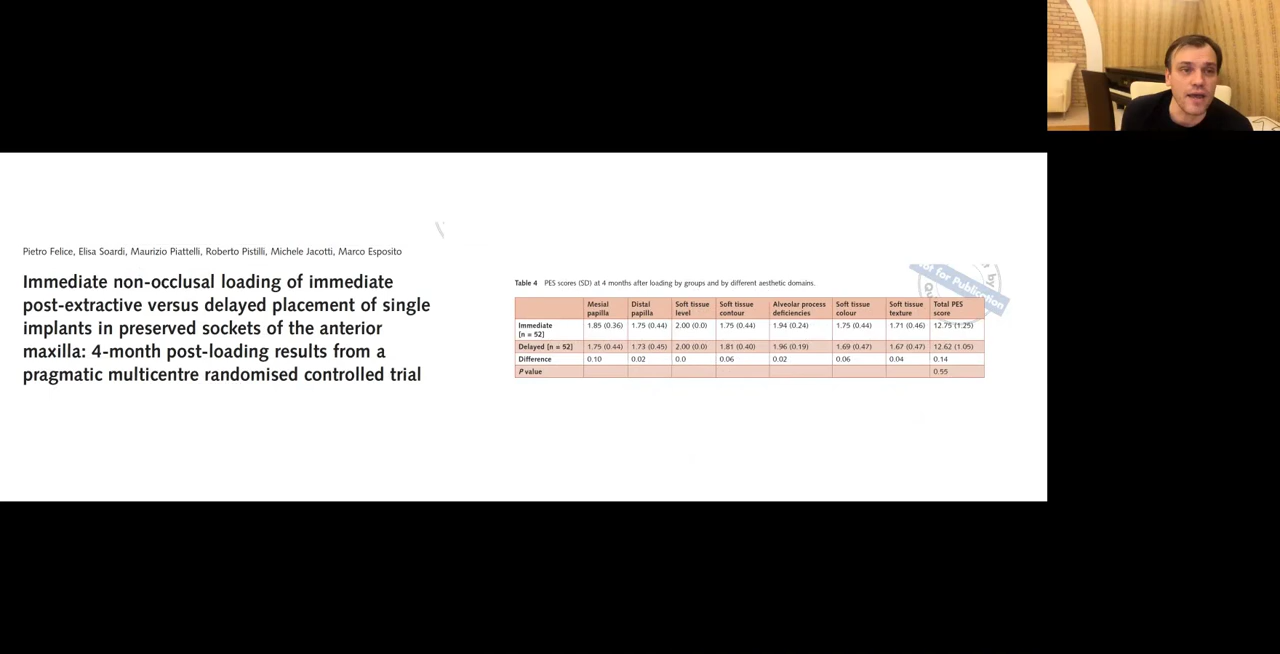 Pietro Felice, Elisa Soardi, Maurizio Piattelli, Roberto Pistilli, Michele Jacotti, Marco Esposito
Immediate non-occlusal loading of immediate
post-extractive versus delayed placement of single
implants in preserved sockets of the anterior
maxilla: 4-month post-loading results from a
pragmatic multicentre randomised controlled trial
not for Publication
by
Qu
Table 4 PES scores (SD) at 4 months after loading by groups and by different aesthetic domains.
Mesial papilla Distal papilla Soft tissue level Soft tissue contour Alveolar process deficiencies Soft tissue colour Soft tissue texture Total PES score
Immediate [n = 52] 1.85 (0.36) 1.75 (0.44) 2.00 (0.0) 1.75 (0.44) 1.94 (0.24) 1.75 (0.44) 1.71 (0.46) 12.75 (1.25)
Delayed [n = 52] 1.75 (0.44) 1.73 (0.45) 2.00 (0.0) 1.81 (0.40) 1.96 (0.19) 1.69 (0.47) 1.67 (0.47) 12.62 (1.05)
Difference 0.10 0.02 0.0 0.06 0.02 0.06 0.04 0.14
P value 0.55